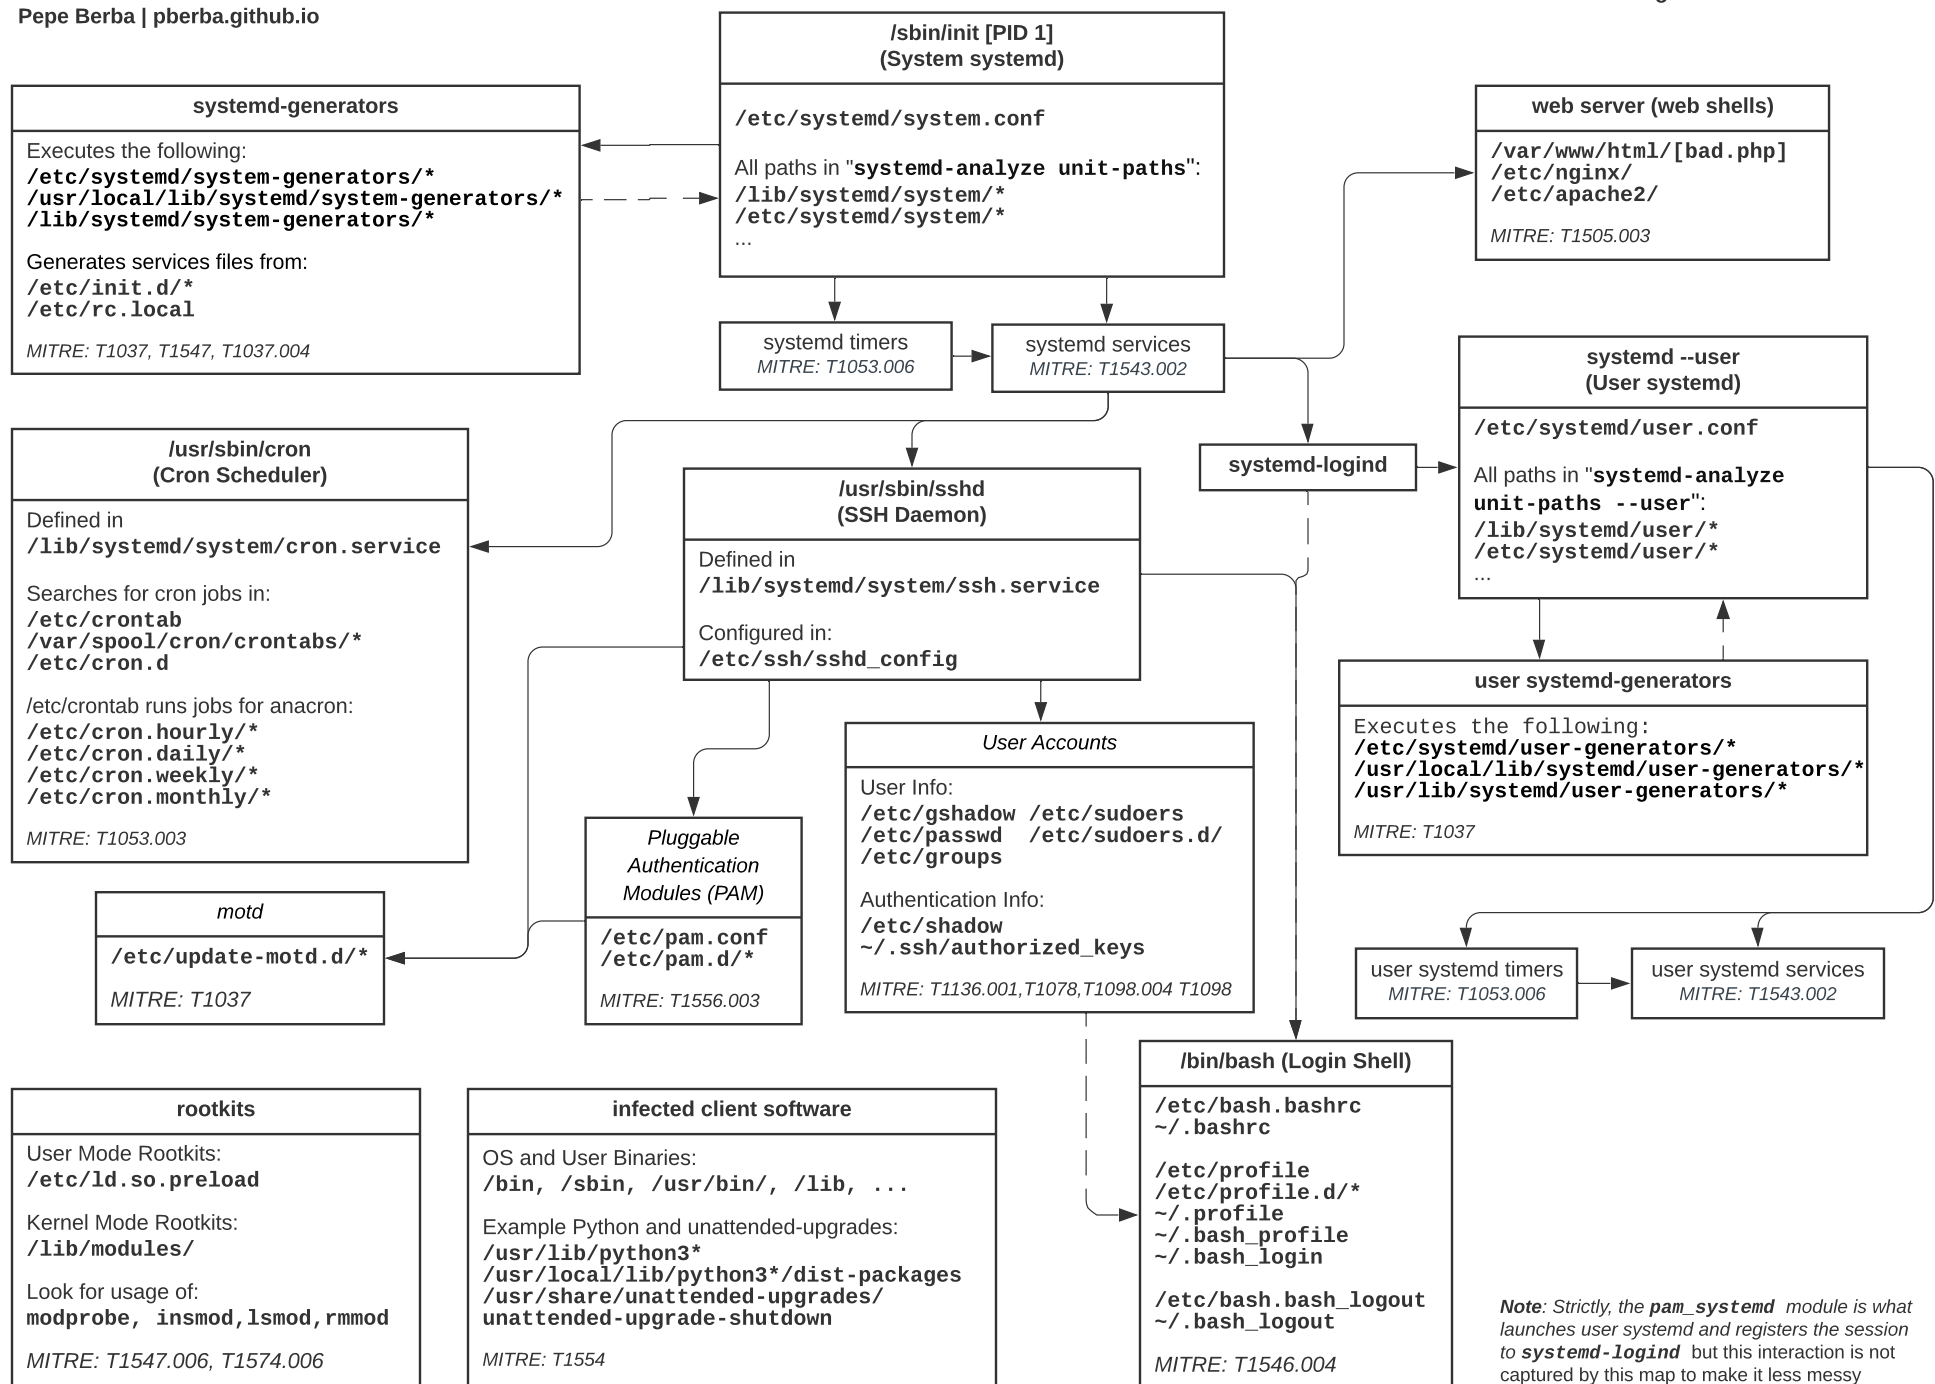 Pepe Berba | pberba.github.io
/sbin/init [PID 1]
(System systemd)
/etc/systemd/system.conf
All paths in "systemd-analyze unit-paths":
/lib/systemd/system/*
/etc/systemd/system/*
...
systemd-generators
Executes the following:
/etc/systemd/system-generators/*
/usr/local/lib/systemd/system-generators/*
/lib/systemd/system-generators/*
Generates services files from:
/etc/init.d/*
/etc/rc.local
MITRE: T1037, T1547, T1037.004
web server (web shells)
/var/www/html/[bad.php]
/etc/nginx/
/etc/apache2/
MITRE: T1505.003
systemd timers
MITRE: T1053.006
systemd services
MITRE: T1543.002
systemd --user
(User systemd)
/etc/systemd/user.conf
All paths in "systemd-analyze
unit-paths --user":
/lib/systemd/user/*
/etc/systemd/user/*
...
systemd-logind
/usr/sbin/cron
(Cron Scheduler)
Defined in
/lib/systemd/system/cron.service
Searches for cron jobs in:
/etc/crontab
/var/spool/cron/crontabs/*
/etc/cron.d
/etc/crontab runs jobs for anacron:
/etc/cron.hourly/*
/etc/cron.daily/*
/etc/cron.weekly/*
/etc/cron.monthly/*
MITRE: T1053.003
/usr/sbin/sshd
(SSH Daemon)
Defined in
/lib/systemd/system/ssh.service
Configured in:
/etc/ssh/sshd_config
user systemd-generators
Executes the following:
/etc/systemd/user-generators/*
/usr/local/lib/systemd/user-generators/*
/usr/lib/systemd/user-generators/*
MITRE: T1037
User Accounts
User Info:
/etc/gshadow /etc/sudoers
/etc/passwd  /etc/sudoers.d/
/etc/groups
Authentication Info:
/etc/shadow
~/.ssh/authorized_keys
MITRE: T1136.001,T1078,T1098.004 T1098
Pluggable
Authentication
Modules (PAM)
/etc/pam.conf
/etc/pam.d/*
MITRE: T1556.003
motd
/etc/update-motd.d/*
MITRE: T1037
user systemd timers
MITRE: T1053.006
user systemd services
MITRE: T1543.002
/bin/bash (Login Shell)
/etc/bash.bashrc
~/.bashrc
/etc/profile
/etc/profile.d/*
~/.profile
~/.bash_profile
~/.bash_login
/etc/bash.bash_logout
~/.bash_logout
MITRE: T1546.004
rootkits
User Mode Rootkits:
/etc/ld.so.preload
Kernel Mode Rootkits:
/lib/modules/
Look for usage of:
modprobe, insmod,lsmod,rmmod
MITRE: T1547.006, T1574.006
infected client software
OS and User Binaries:
/bin, /sbin, /usr/bin/, /lib, ...
Example Python and unattended-upgrades:
/usr/lib/python3*
/usr/local/lib/python3*/dist-packages
/usr/share/unattended-upgrades/
unattended-upgrade-shutdown
MITRE: T1554
Note: Strictly, the pam_systemd module is what
launches user systemd and registers the session
to systemd-logind but this interaction is not
captured by this map to make it less messy